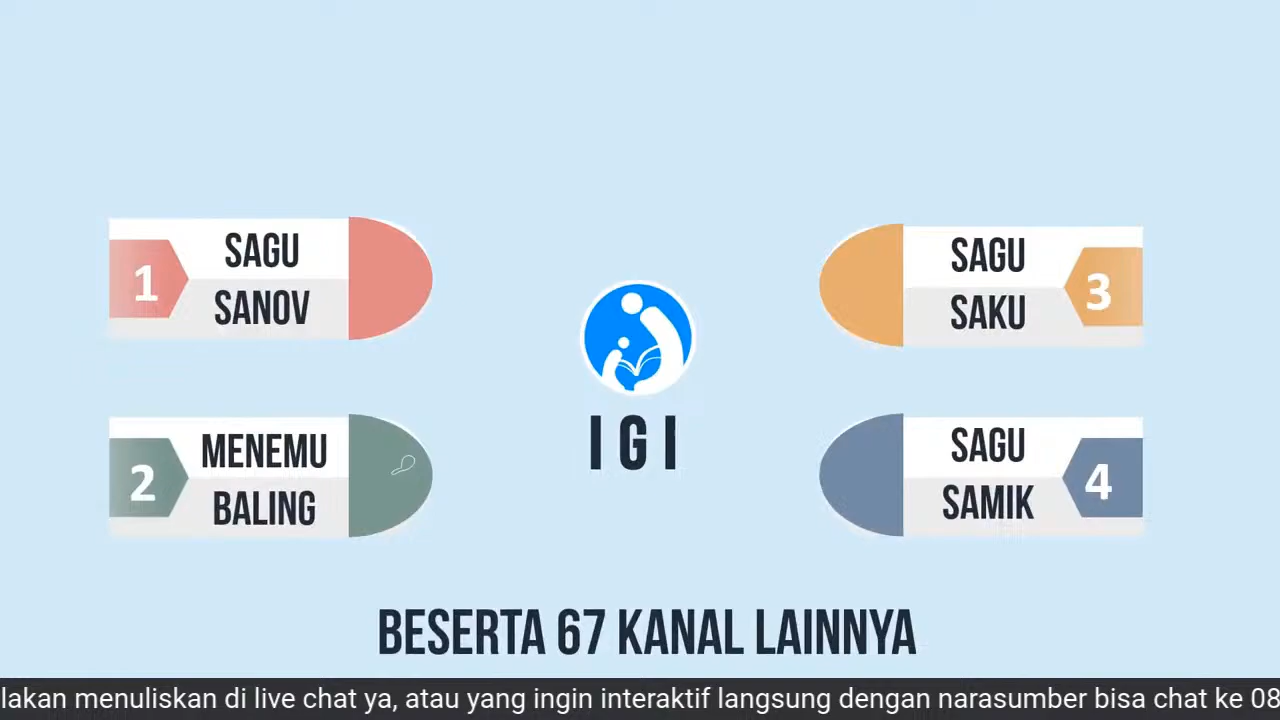 1
SAGU
SANOV
2
MENEMU
BALING
IGI
SAGU
SAKU
3
SAGU
SAMIK
4
BESERTA 67 KANAL LAINNYA
lakan menuliskan di live chat ya, atau yang ingin interaktif langsung dengan narasumber bisa chat ke 08